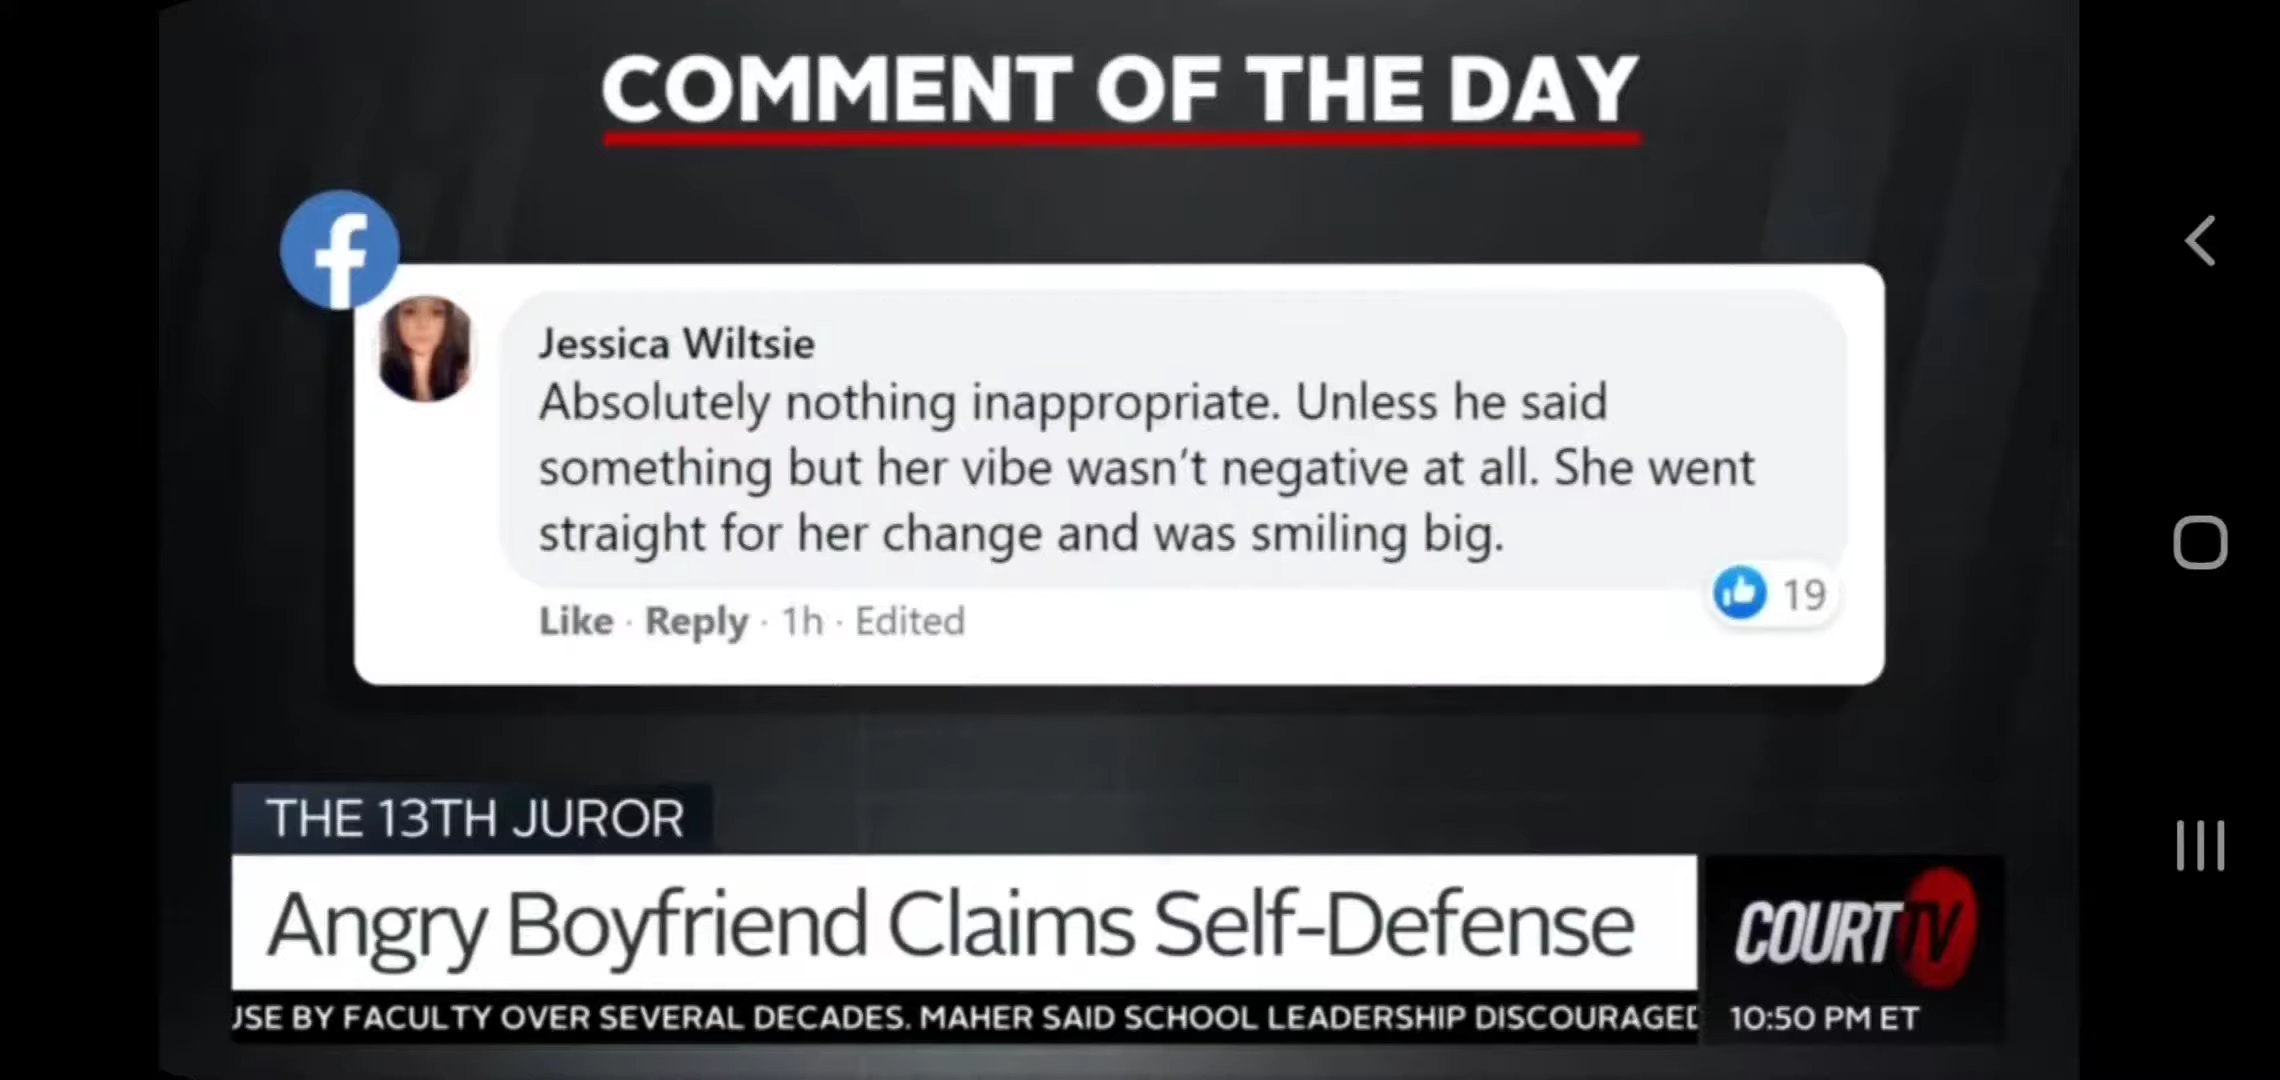 COMMENT OF THE DAY
f
Jessica Wiltsie
Absolutely nothing inappropriate. Unless he said
something but her vibe wasn't negative at all. She went
straight for her change and was smiling big.
19
Like · Reply · 1h · Edited
THE 13TH JUROR
Angry Boyfriend Claims Self-Defense
COURT TV
USE BY FACULTY OVER SEVERAL DECADES. MAHER SAID SCHOOL LEADERSHIP DISCOURAGED
10:50 PM ET